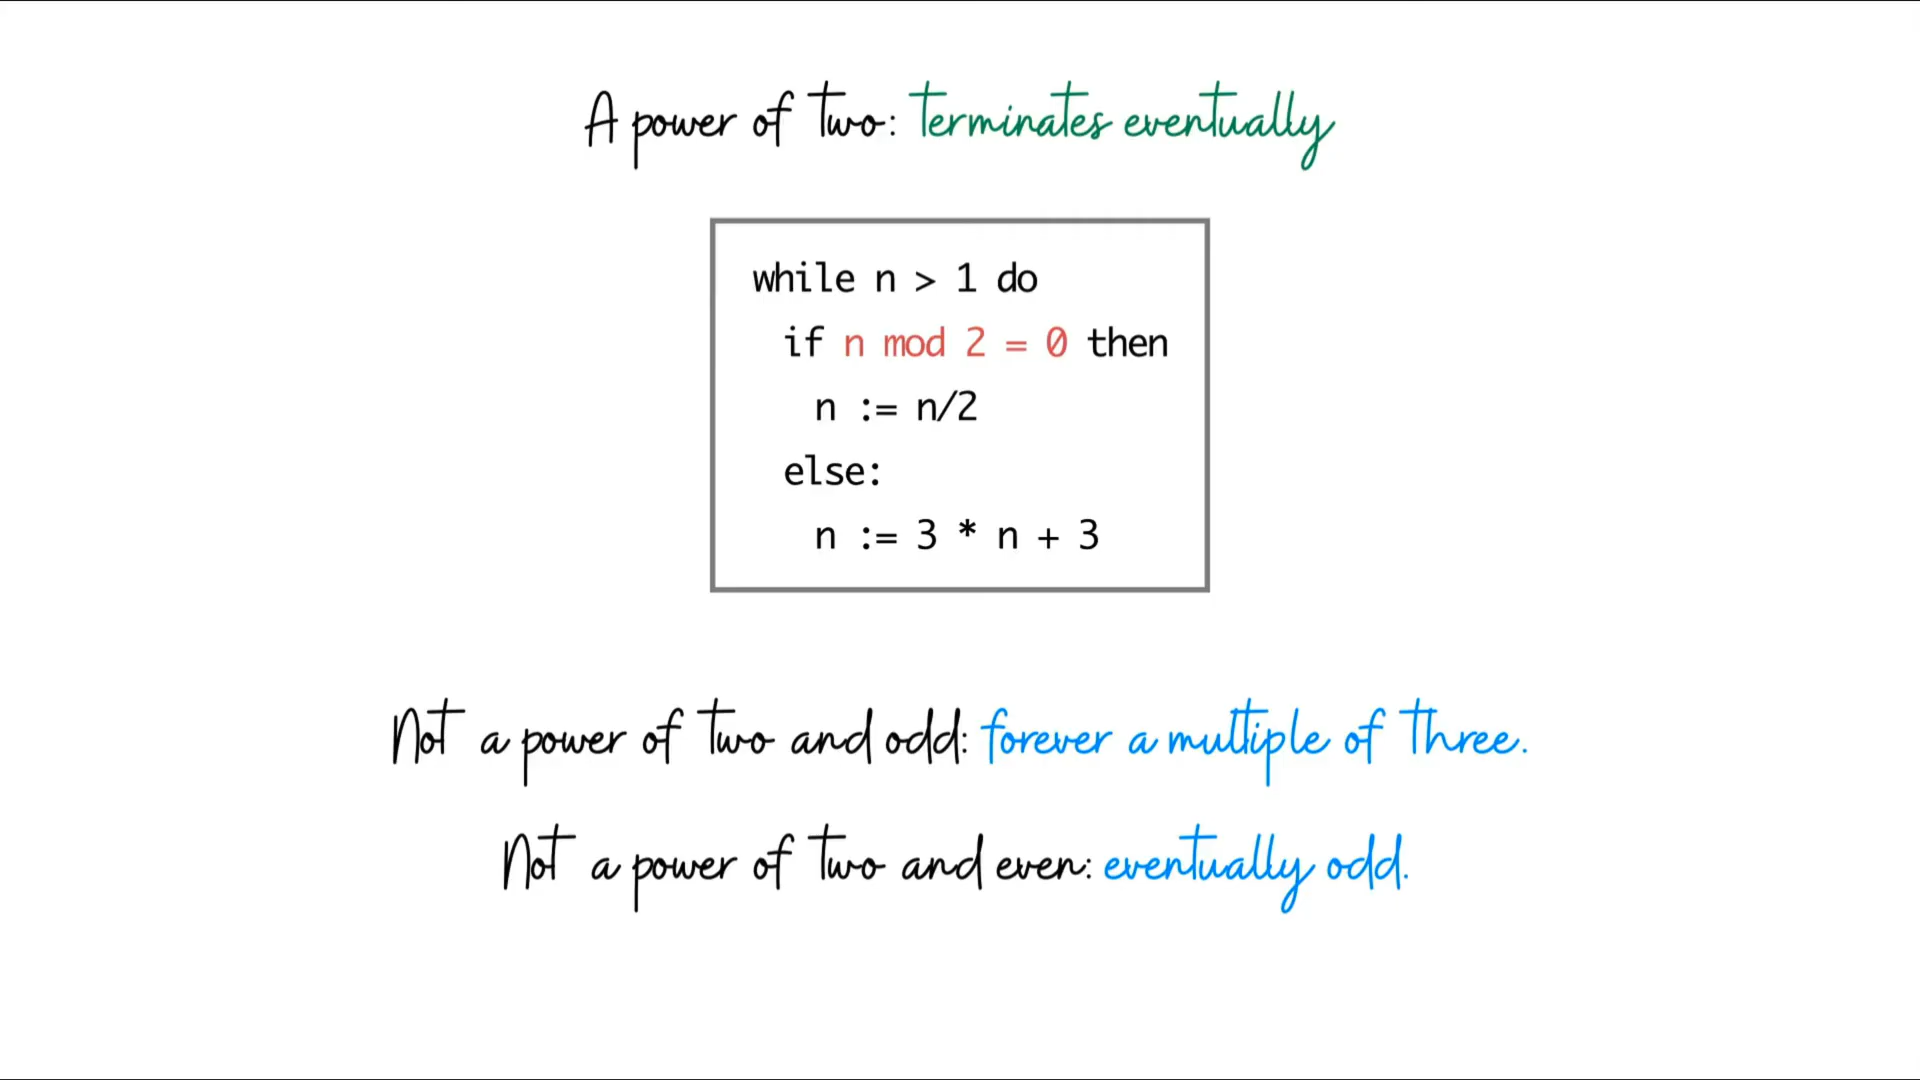 A power of two: terminates eventually
while n > 1 do
if n mod 2 = 0 then
n := n/2
else:
n := 3 * n + 3
Not a power of two and odd: forever a multiple of three.
Not a power of two and even: eventually odd.